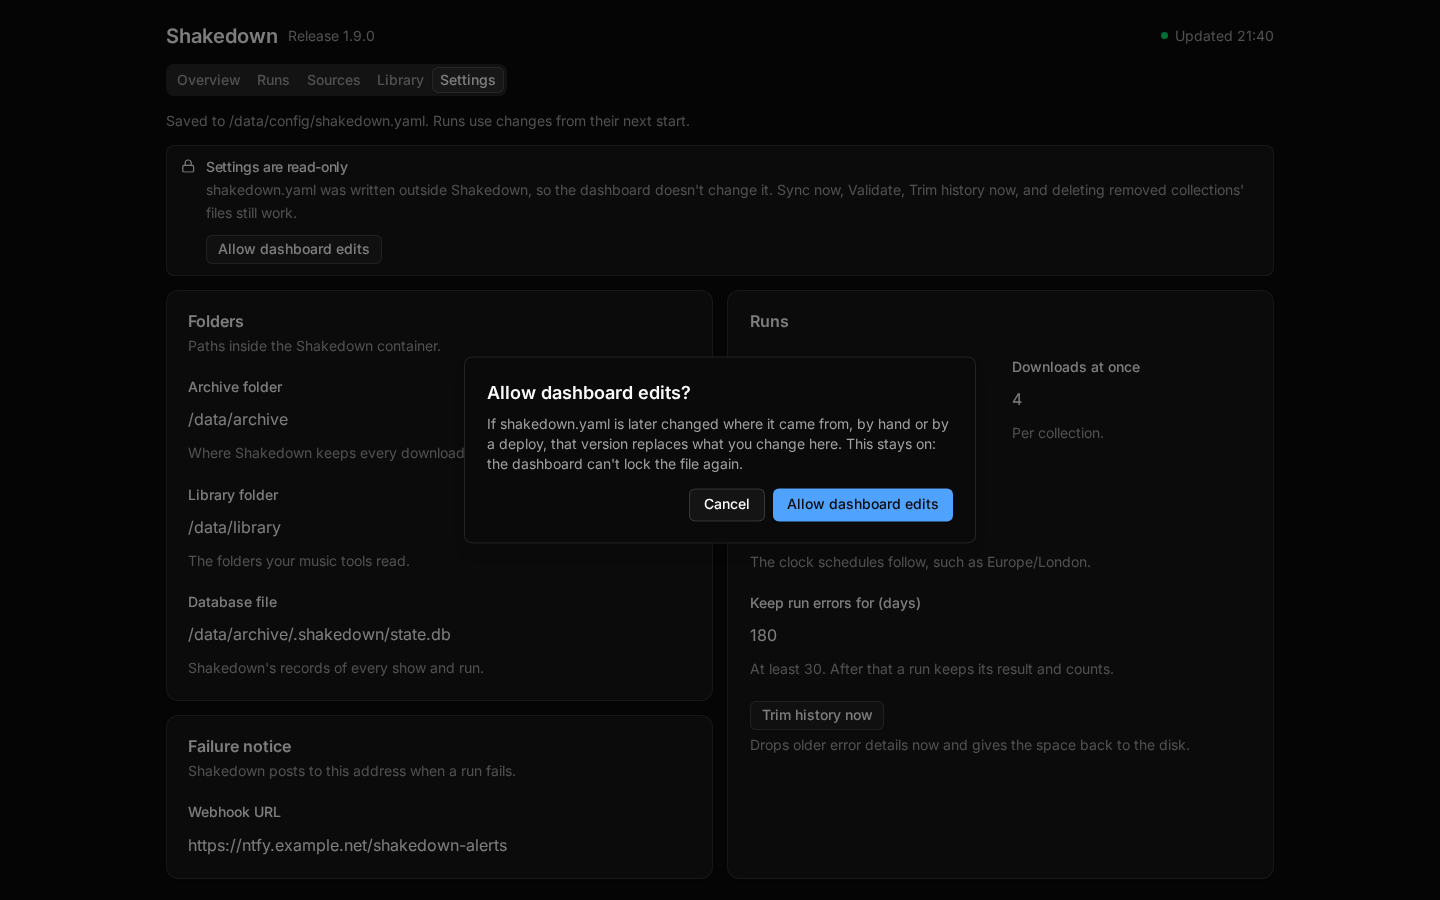 Shakedown Release 1.9.0
Updated 21:40
Overview Runs Sources Library Settings
Saved to /data/config/shakedown.yaml. Runs use changes from their next start.
Settings are read-only
shakedown.yaml was written outside Shakedown, so the dashboard doesn't change it. Sync now, Validate, Trim history now, and deleting removed collections'
files still work.
Allow dashboard edits
Folders
Paths inside the Shakedown container.
Archive folder
/data/archive
Where Shakedown keeps every download
Library folder
/data/library
The folders your music tools read.
Database file
/data/archive/.shakedown/state.db
Shakedown's records of every show and run.
Failure notice
Shakedown posts to this address when a run fails.
Webhook URL
https://ntfy.example.net/shakedown-alerts
Runs
Downloads at once
4
Per collection.
The clock schedules follow, such as Europe/London.
Keep run errors for (days)
180
At least 30. After that a run keeps its result and counts.
Trim history now
Drops older error details now and gives the space back to the disk.
Allow dashboard edits?
If shakedown.yaml is later changed where it came from, by hand or by
a deploy, that version replaces what you change here. This stays on:
the dashboard can't lock the file again.
Cancel
Allow dashboard edits